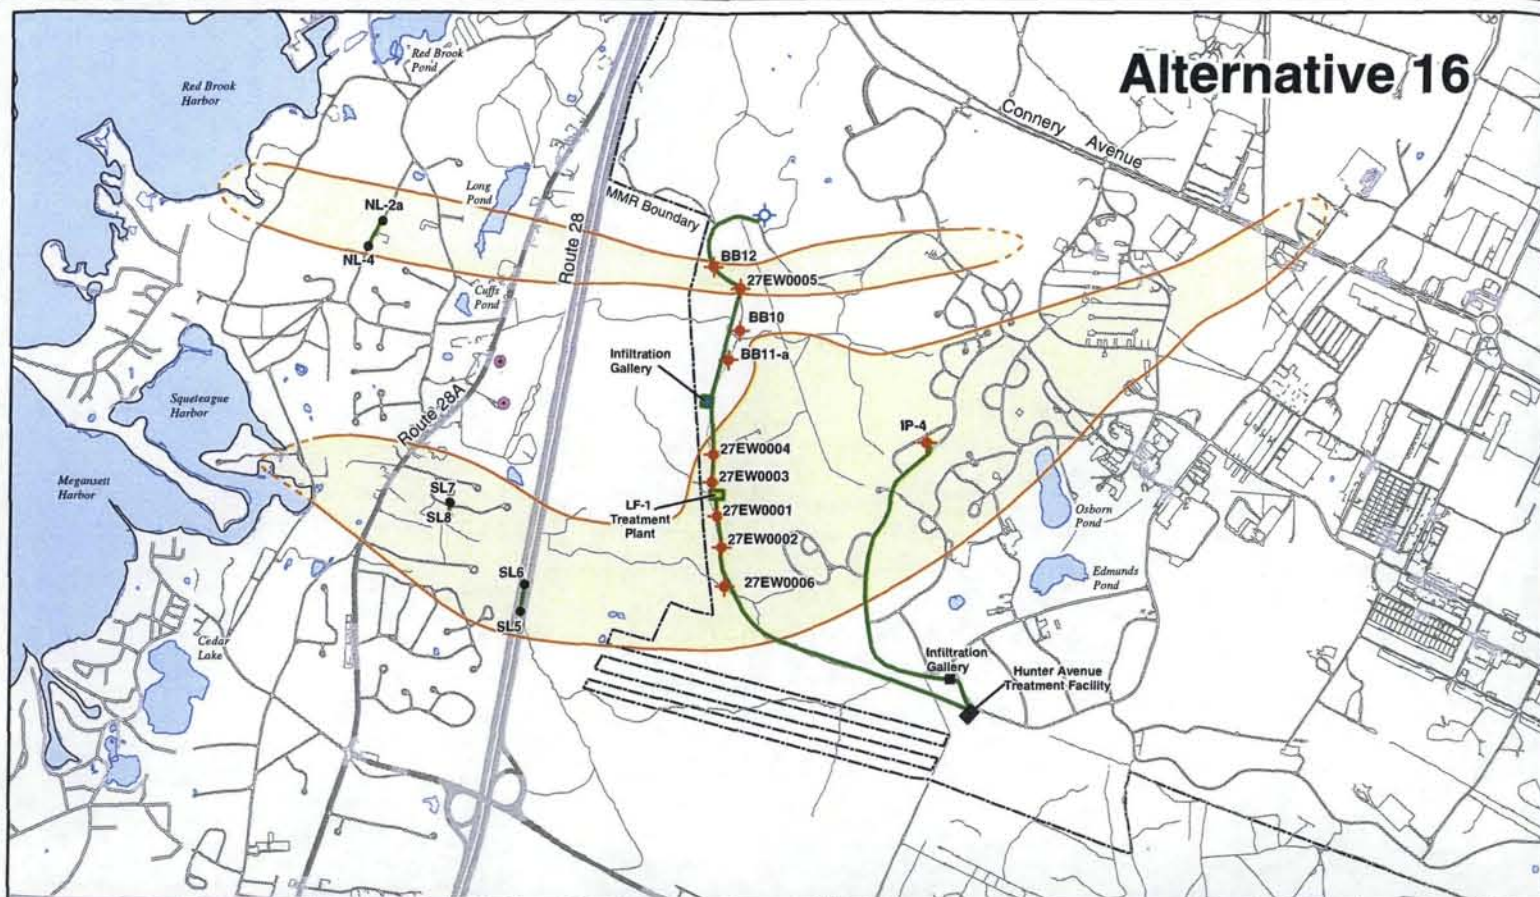 Alternative 16
Red Brook
Pond
Red Brook
Harbor
Connery Avenue
Long
Pond
MMR Boundary
NL-2a
NL-4
Route 28
BB12
27EW0005
Cuffs
Pond
BB10
BB11-a
Infiltration
Gallery
Squeteague
Harbor
Route 28A
IP-4
27EW0004
Megansett
Harbor
SL7
SL8
27EW0003
LF-1
Treatment
Plant
27EW0001
Osborn
Pond
27EW0002
SL6
27EW0006
Edmunds
Pond
SL5
Cedar
Lake
Infiltration
Gallery
Hunter Avenue
Treatment Facility